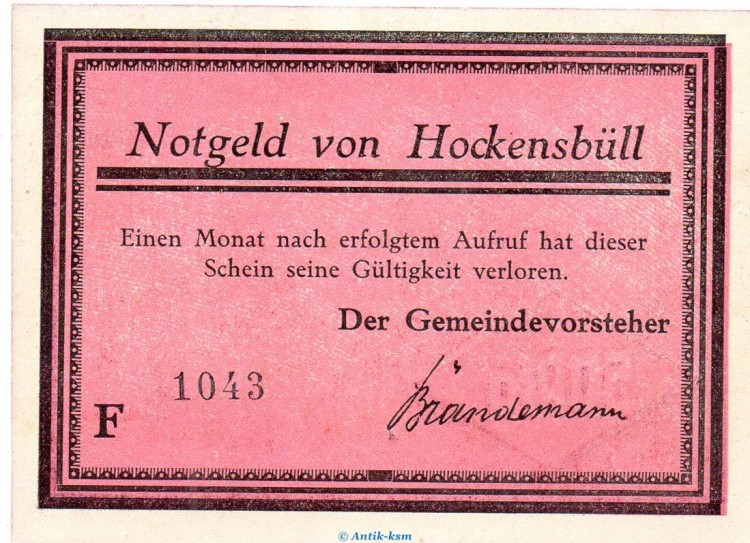 Notgeld von Hockensbüll
Einen Monat nach erfolgtem Aufruf hat dieser
Schein seine Gültigkeit verloren.
Der Gemeindevorsteher
1043
F
Brändemann
© Antik-ksm